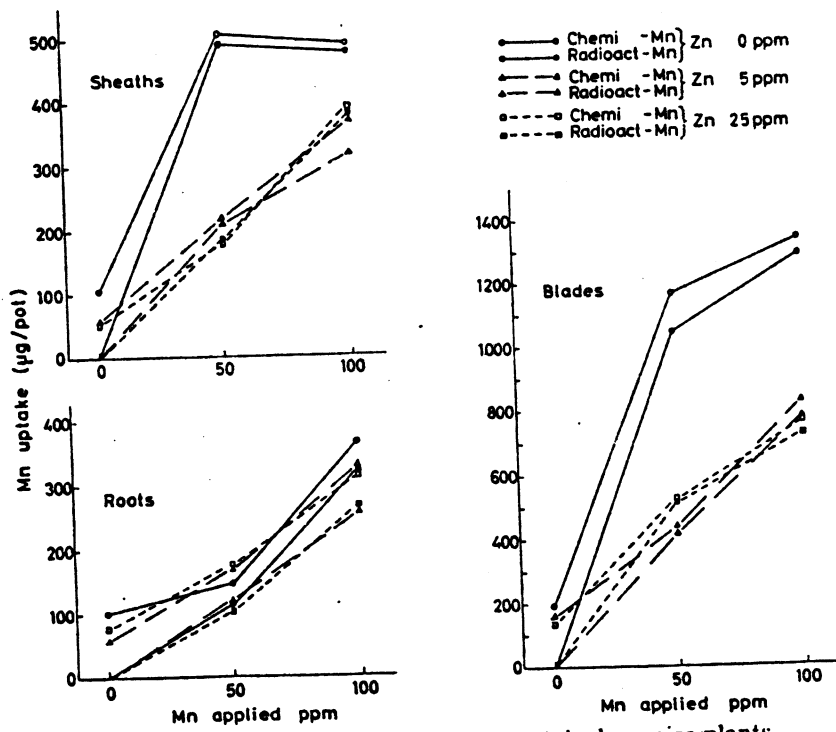 Chemi -Mn } Zn 0 ppm
Radioact-Mn
Chemi -Mn } Zn 5 ppm
Radioact-Mn
Chemi -Mn } Zn 25 ppm
Radioact-Mn
Sheaths
500
400
300
200
100
0
0 50 100
Mn uptake (µg/pot)
Roots
400
300
200
100
0
0 50 100
Mn applied ppm
Blades
1400
1200
1000
800
600
400
200
0
0 50 100
Mn applied ppm